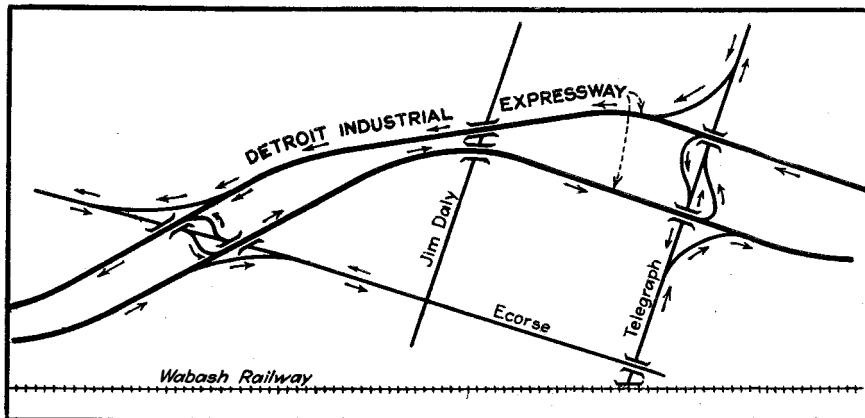 DETROIT INDUSTRIAL EXPRESSWAY
Jim Daly
Telegraph
Ecorse
Wabash Railway